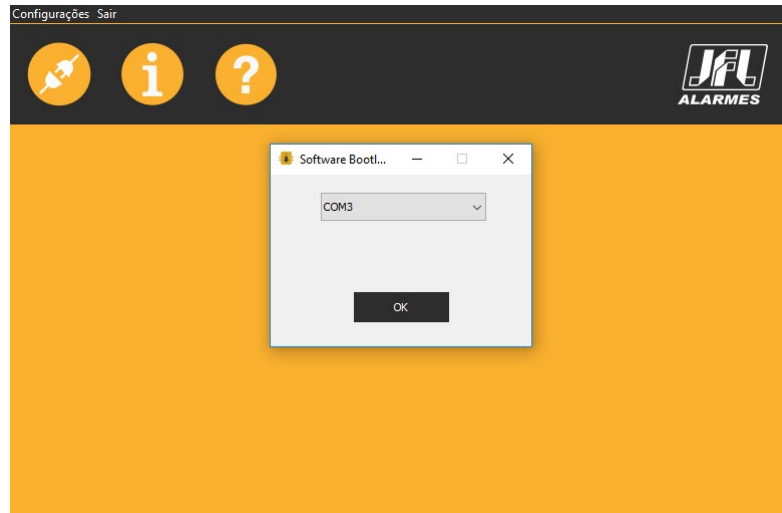 Configurações Sair
JFL
ALARMES
Software Bootl...
COM3
OK